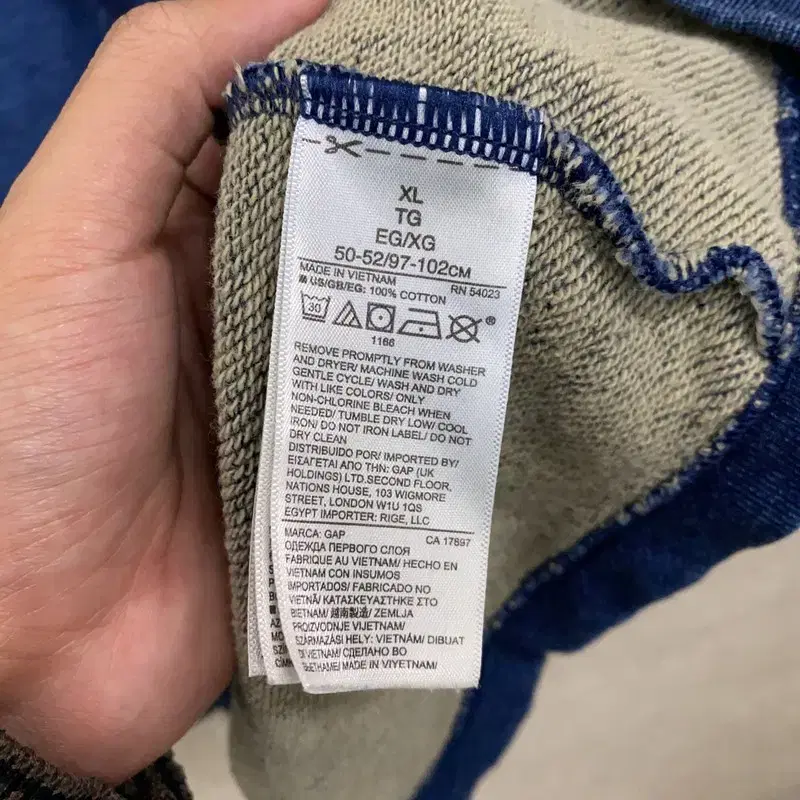 XL
TG
EG/XG
50-52/97-102CM
MADE IN VIETNAM RN 54023
US/GB/EG: 100% COTTON
30
1166
®
REMOVE PROMPTLY FROM WASHER
AND DRYER/ MACHINE WASH COLD
GENTLE CYCLE/ WASH AND DRY
WITH LIKE COLORS/ ONLY
NON-CHLORINE BLEACH WHEN
NEEDED/ TUMBLE DRY LOW/ COOL
IRON/ DO NOT IRON LABEL/ DO NOT
DRY CLEAN
DISTRIBUIDO POR/ IMPORTED BY/
ΕΙΣΑΓΕΤΑΙ ΑΠΟ ΤΗΝ: GAP (UK
HOLDINGS) LTD.SECOND FLOOR,
NATIONS HOUSE, 103 WIGMORE
STREET, LONDON W1U 1QS
EGYPT IMPORTER: RIGE, LLC
MARCA: GAP CA 17897
ОДЕЖДА ПЕРВОГО СЛОЯ
FABRIQUE AU VIETNAM/ HECHO EN
VIETNAM CON INSUMOS
IMPORTADOS/ FABRICADO NO
VIETNÃ/ ΚΑΤΑΣΚΕΥΑΣΤΗΚΕ ΣΤΟ
ΒΙΕΤΝΑΜ/ 越南製造/ ZEMLJA
PROIZVODNJE VIJETNAM/
SZÁRMAZÁSI HELY: VIETNÁM/ DIBUAT
DI VIETNAM/ СДЕЛАНО ВО
ВЬЕТНАМЕ/ MADE IN VIYETNAM/